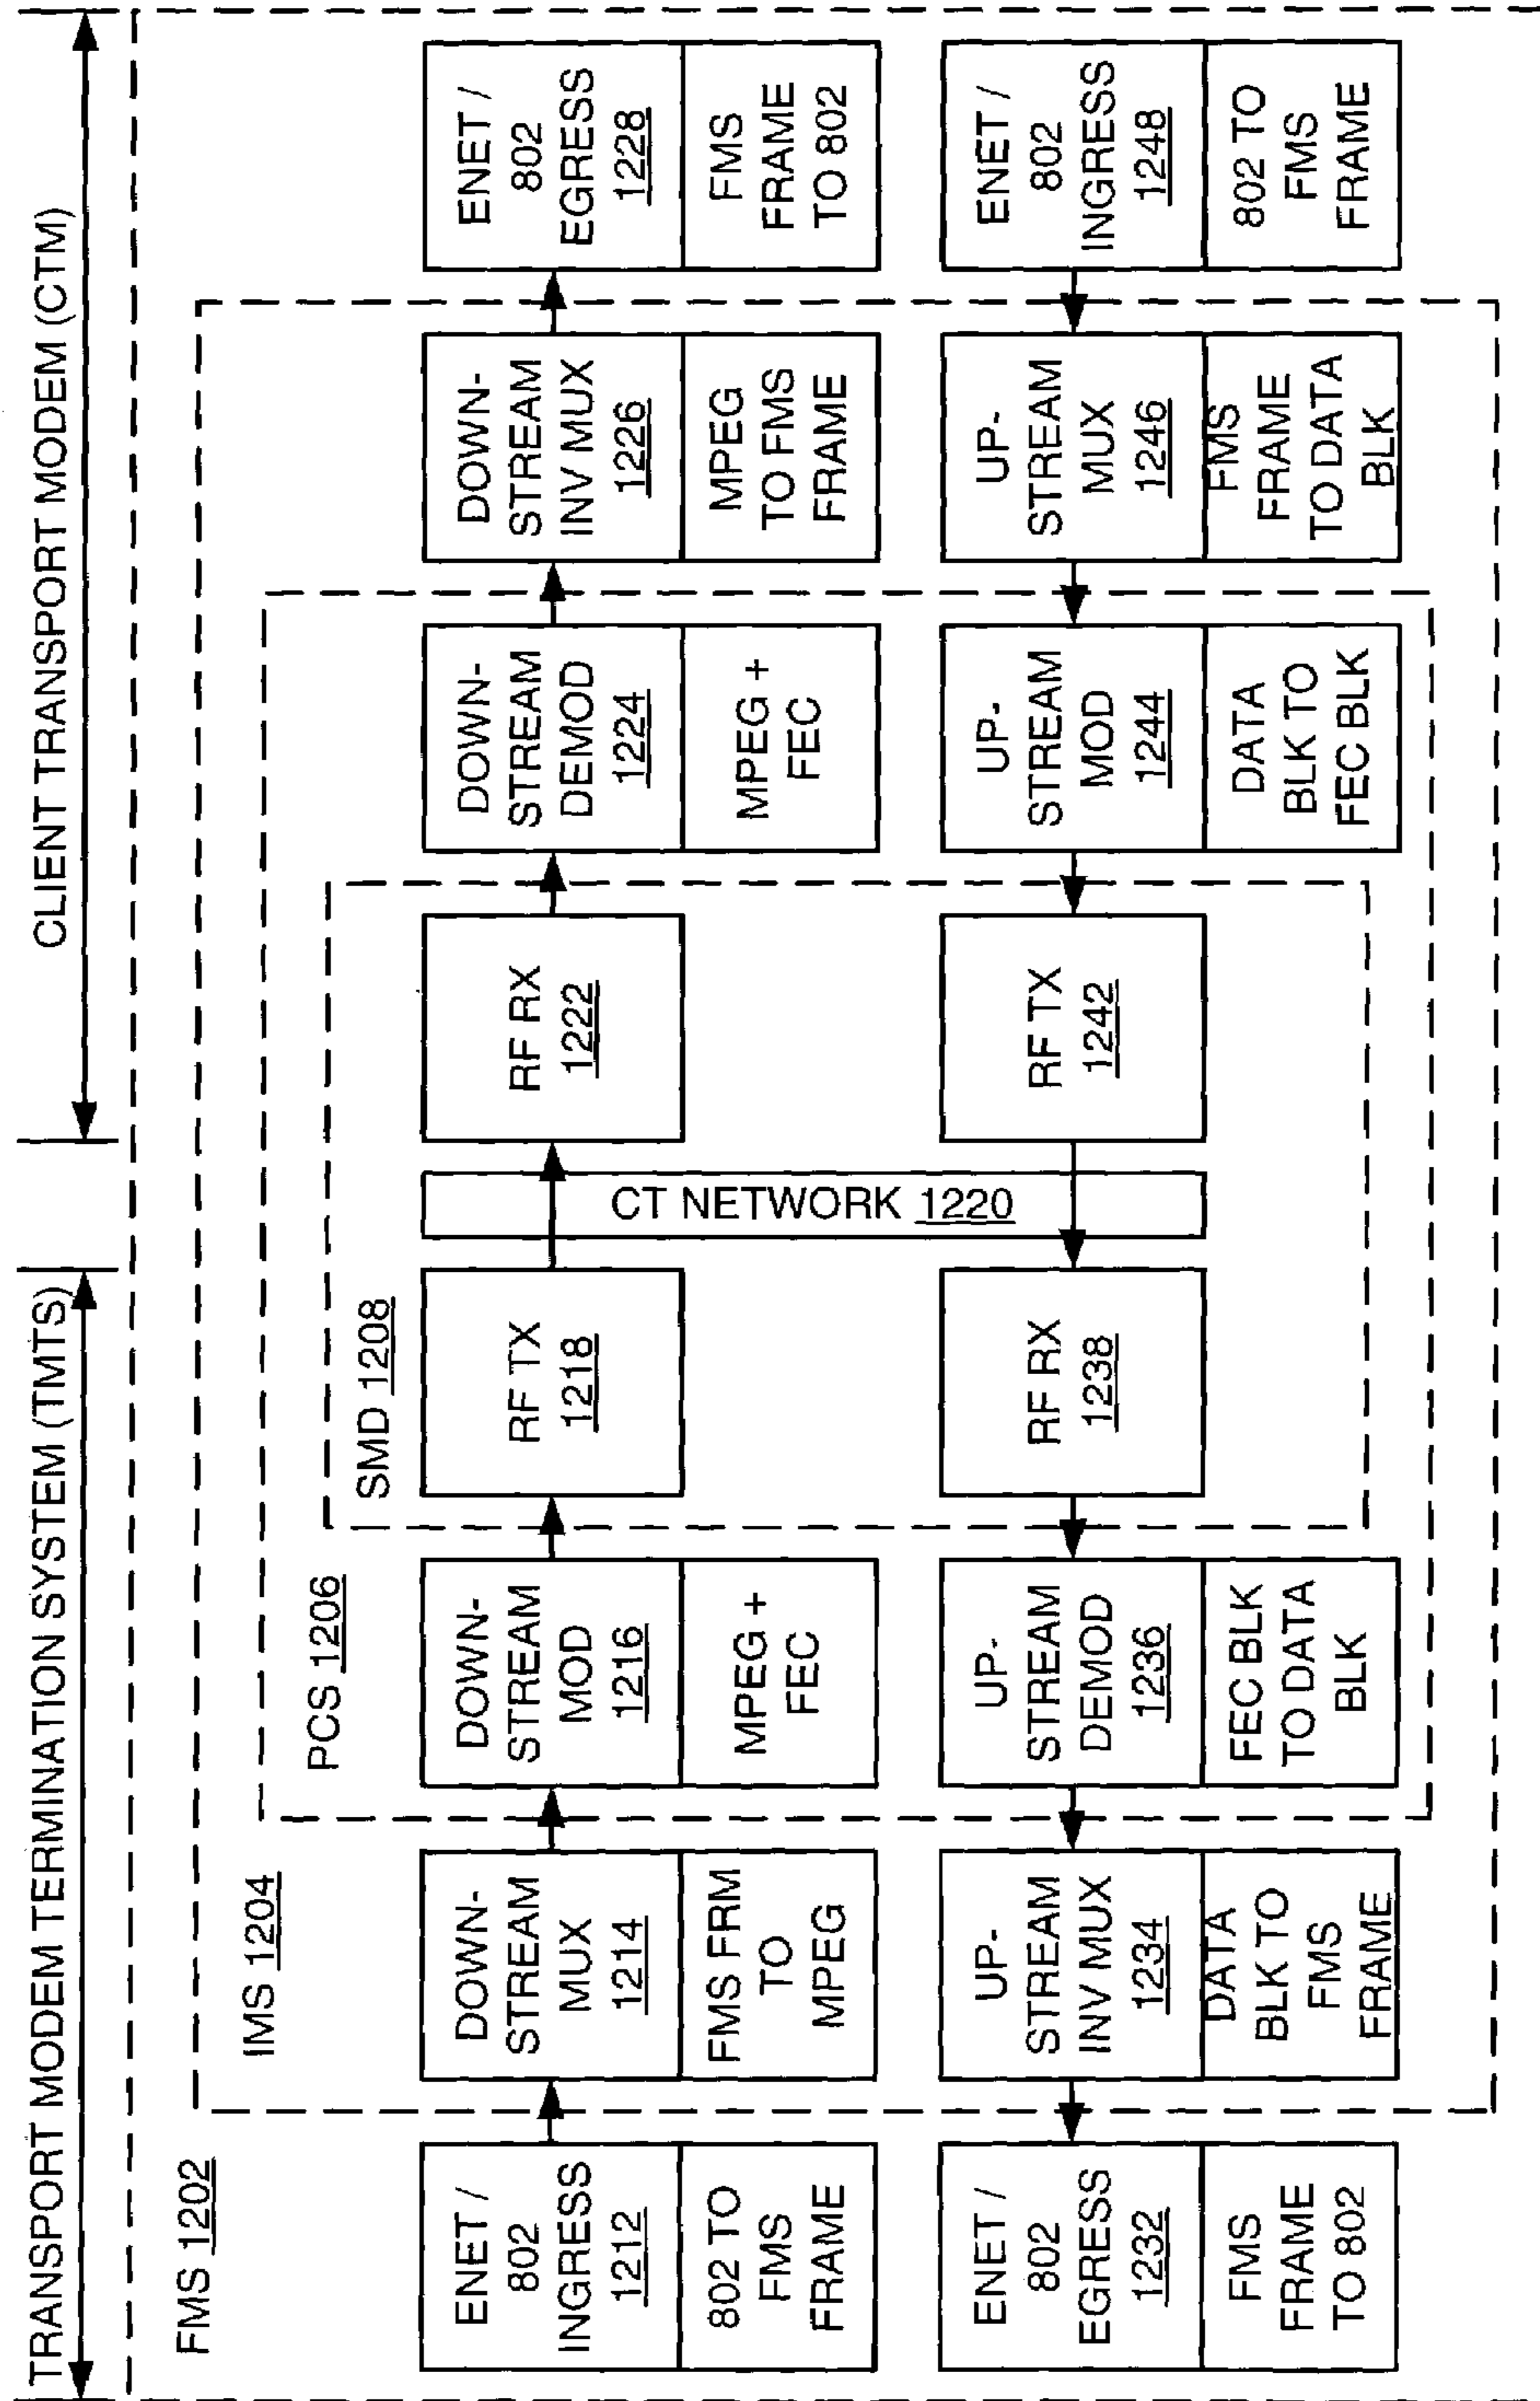 TRANSPORT MODEM TERMINATION SYSTEM (TMTS)
CLIENT TRANSPORT MODEM (CTM)
FMS 1202
IMS 1204
PCS 1206
SMD 1208
ENET /
802
INGRESS
1212
802 TO
FMS
FRAME
DOWN-
STREAM
MUX
1214
FMS FRM
TO
MPEG
DOWN-
STREAM
MOD
1216
MPEG +
FEC
RF TX
1218
CT NETWORK 1220
RF RX
1222
DOWN-
STREAM
DEMOD
1224
MPEG +
FEC
DOWN-
STREAM
INV MUX
1226
MPEG
TO FMS
FRAME
ENET /
802
EGRESS
1228
FMS
FRAME
TO 802
ENET /
802
EGRESS
1232
FMS
FRAME
TO 802
UP-
STREAM
INV MUX
1234
DATA
BLK TO
FMS
FRAME
UP-
STREAM
DEMOD
1236
FEC BLK
TO DATA
BLK
RF RX
1238
RF TX
1242
UP-
STREAM
MOD
1244
DATA
BLK TO
FEC BLK
UP-
STREAM
MUX
1246
FMS
FRAME
TO DATA
BLK
ENET /
802
INGRESS
1248
802 TO
FMS
FRAME